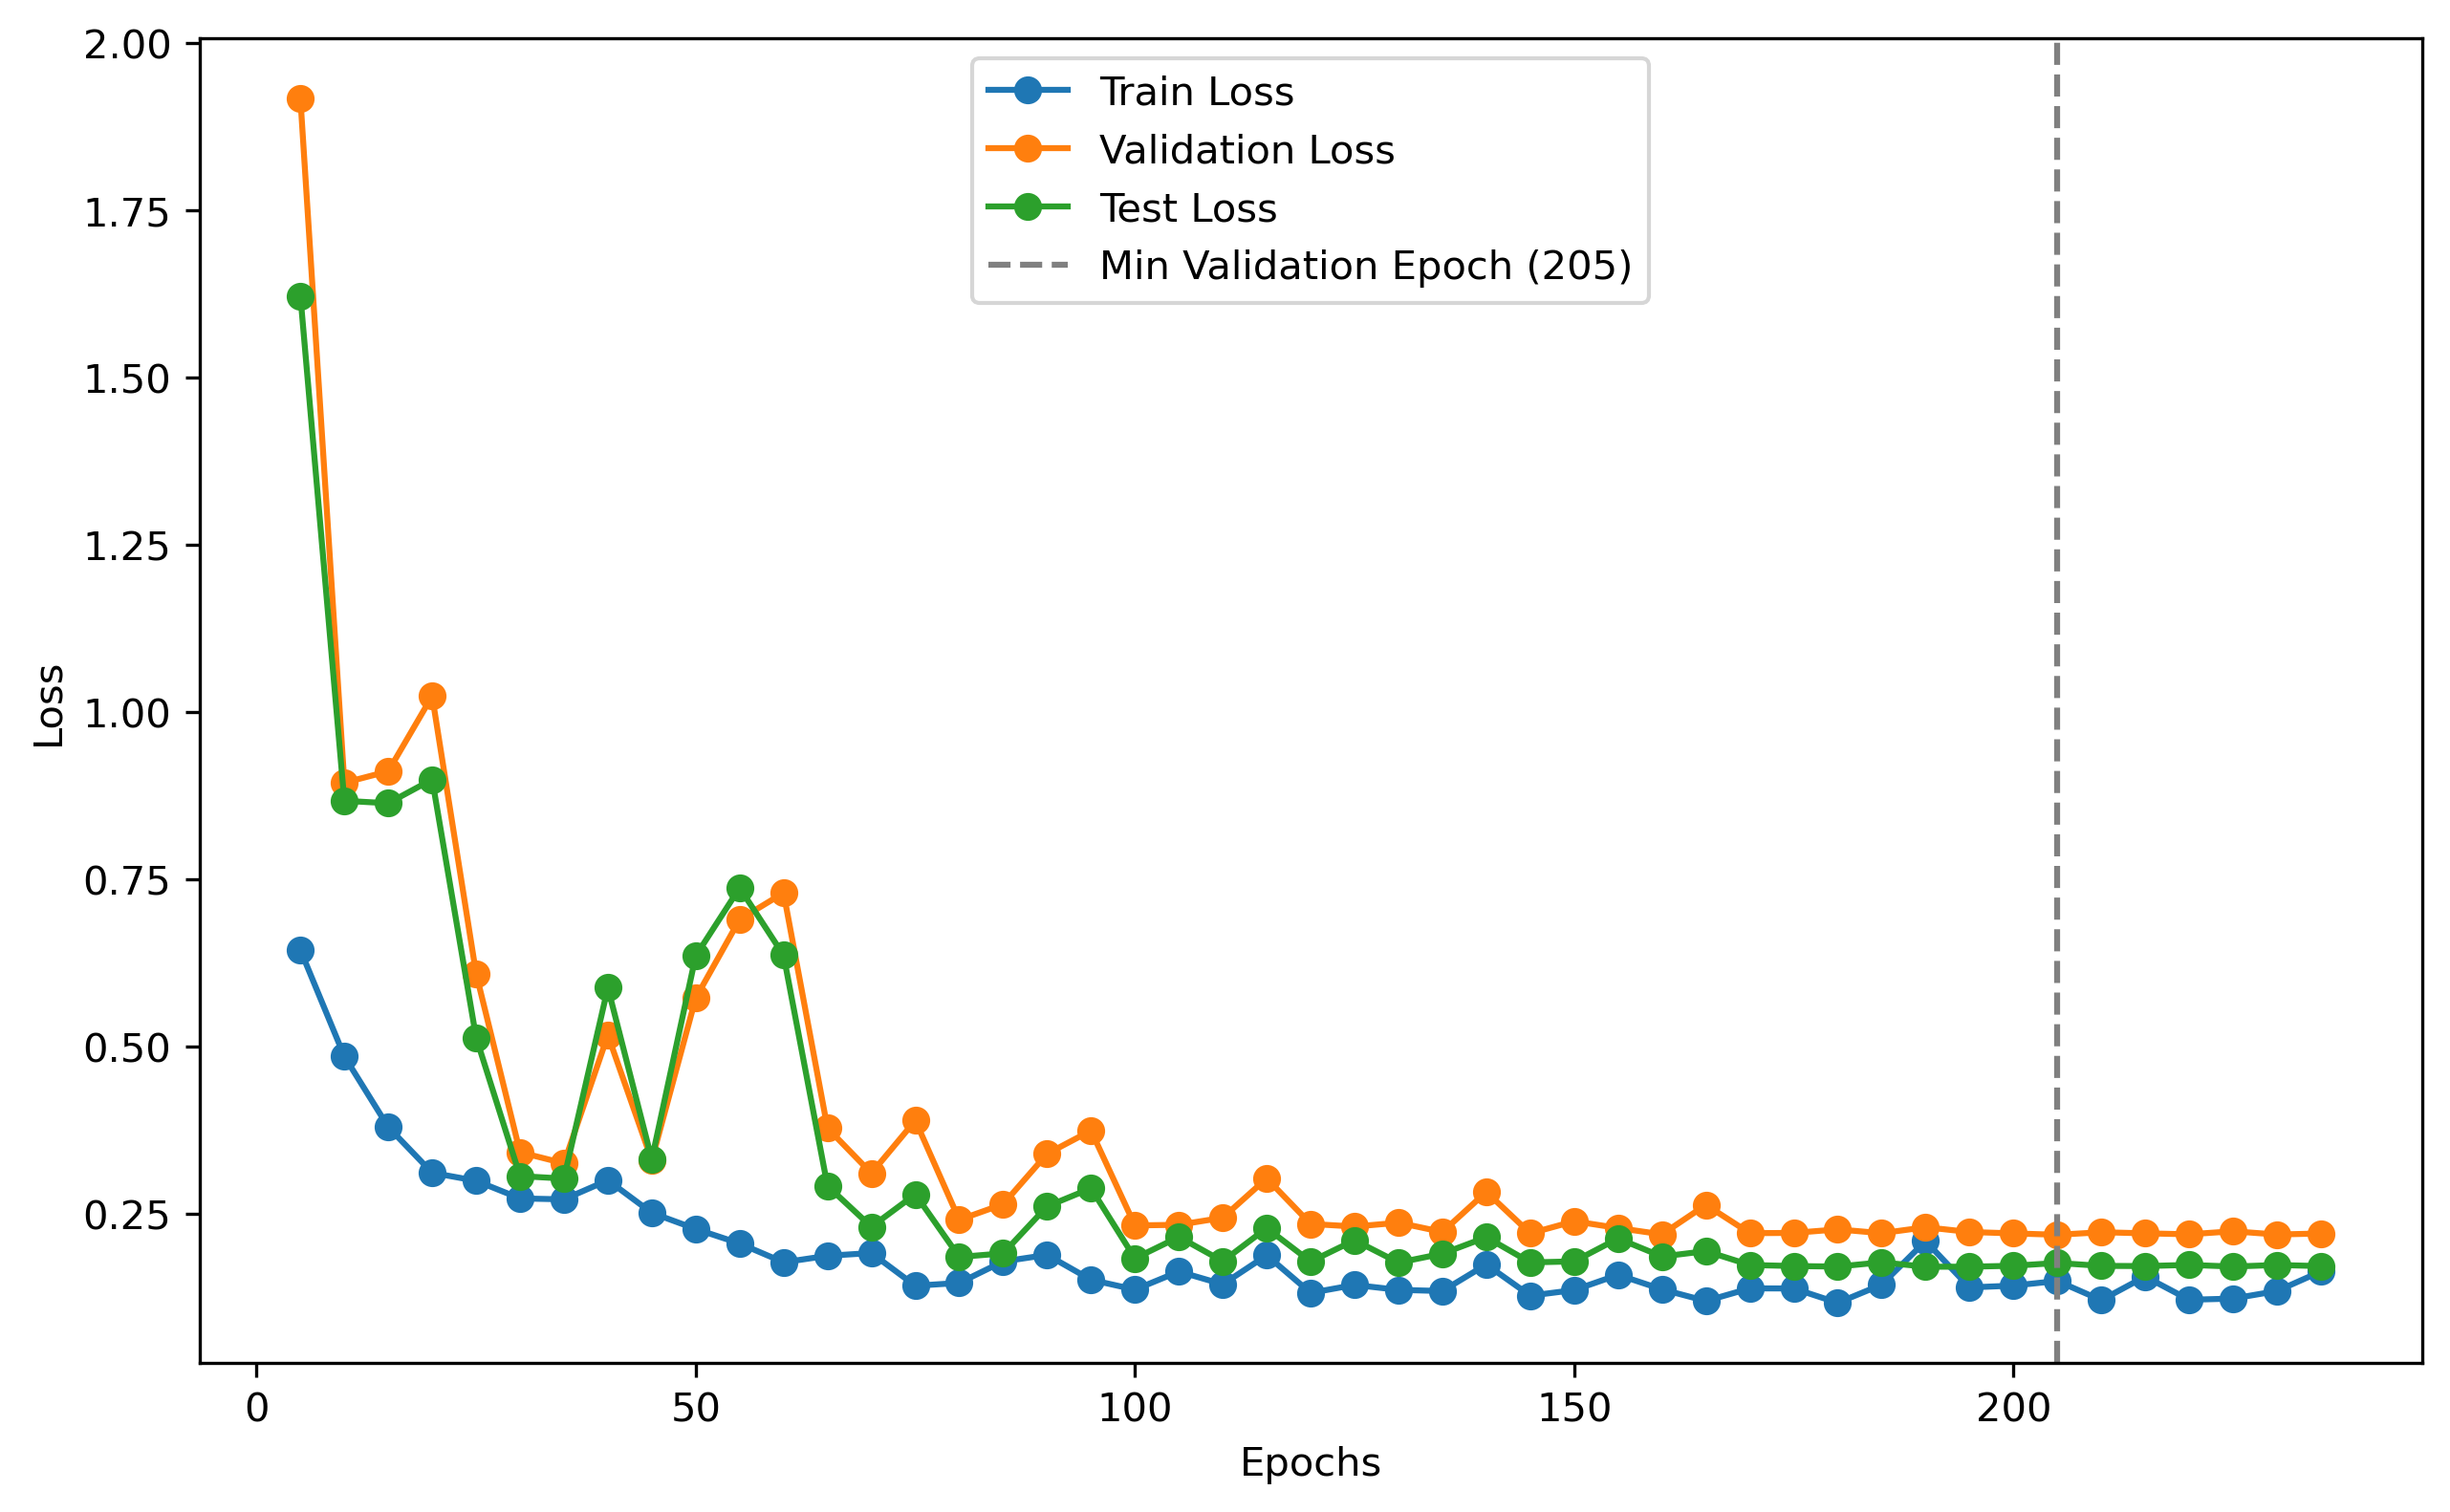 2.00
1.75
1.50
1.25
1.00
0.75
0.50
0.25
Loss
Train Loss
Validation Loss
Test Loss
Min Validation Epoch (205)
0 50 100 150 200
Epochs